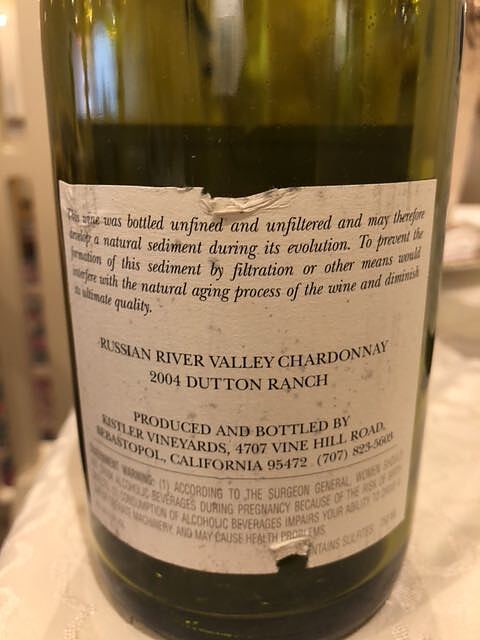 This wine was bottled unfined and unfiltered and may therefore
develop a natural sediment during its evolution. To prevent the
formation of this sediment by filtration or other means would
interfere with the natural aging process of the wine and diminish
its ultimate quality.
RUSSIAN RIVER VALLEY CHARDONNAY
2004 DUTTON RANCH
PRODUCED AND BOTTLED BY
KISTLER VINEYARDS, 4707 VINE HILL ROAD,
SEBASTOPOL, CALIFORNIA 95472 (707) 823-5603
WARNING: (1) ACCORDING TO THE SURGEON GENERAL, WOMEN SHOULD
ALCOHOLIC BEVERAGES DURING PREGNANCY BECAUSE OF THE RISK OF
CONSUMPTION OF ALCOHOLIC BEVERAGES IMPAIRS YOUR ABILITY TO
MACHINERY, AND MAY CAUSE HEALTH PROBLEMS.
SULFITES